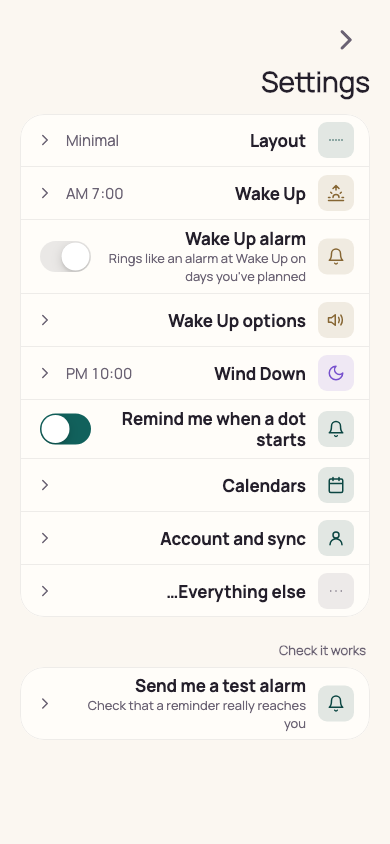 Settings
Layout
Minimal
Wake Up
AM 7:00
Wake Up alarm
Rings like an alarm at Wake Up on
days you've planned
Wake Up options
Wind Down
PM 10:00
Remind me when a dot
starts
Calendars
Account and sync
...Everything else
Check it works
Send me a test alarm
Check that a reminder really reaches
you